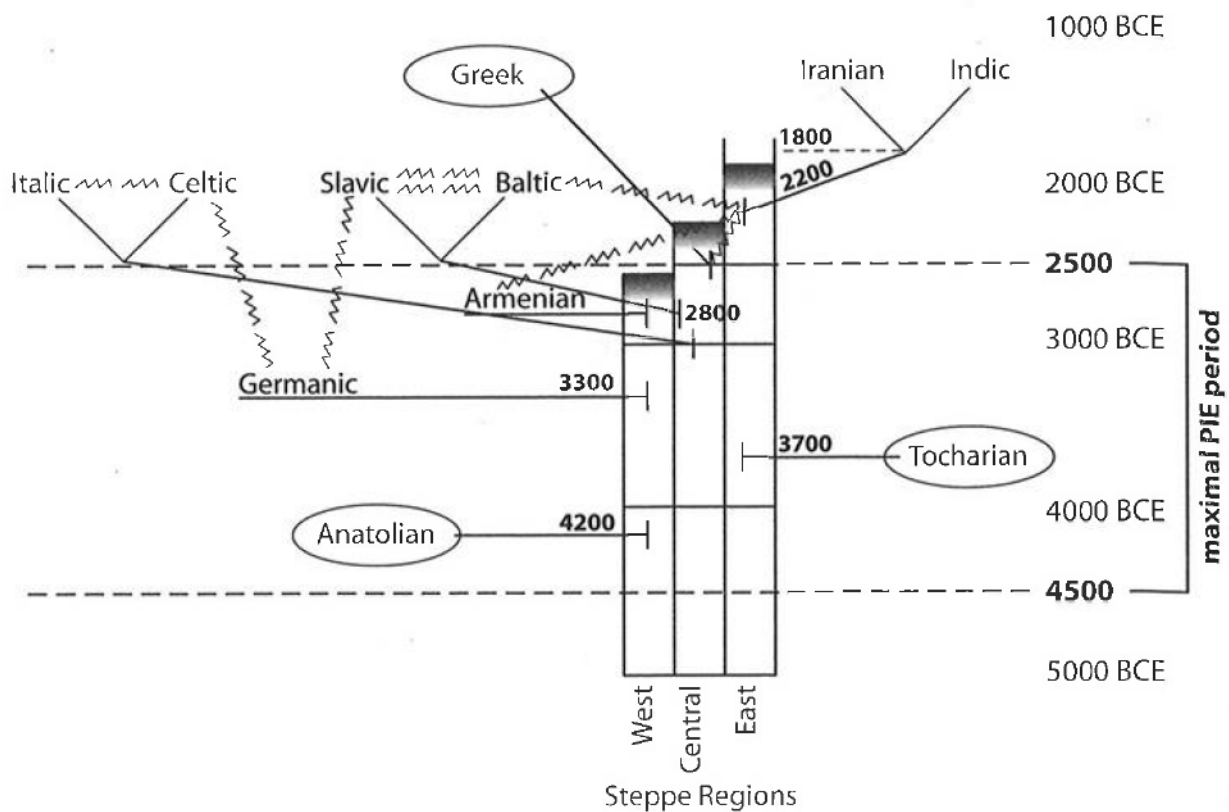 1000 BCE
Greek
Iranian
Indic
1800
Italic
Celtic
Slavic
Baltic
2200
2000 BCE
2500
Armenian
2800
3000 BCE
Germanic
3300
3700
Tocharian
maximal PIE period
4000 BCE
Anatolian
4200
4500
5000 BCE
West
Central
East
Steppe Regions